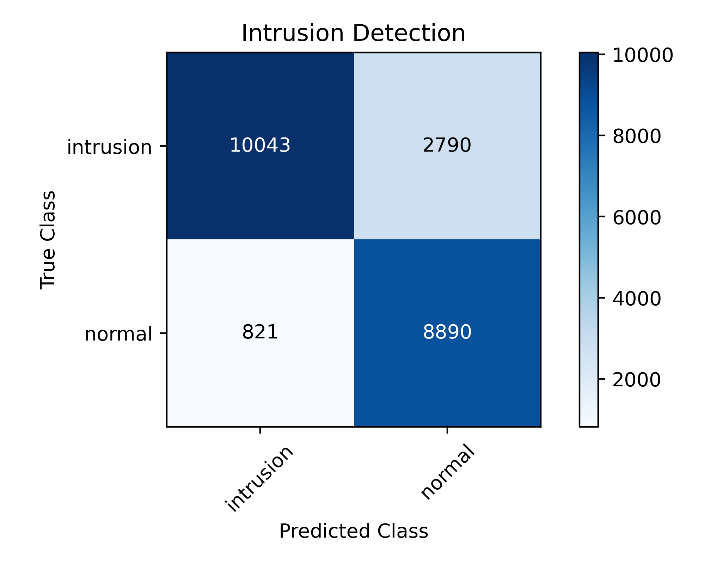 Intrusion Detection
10000
intrusion
10043
2790
8000
6000
True Class
4000
normal
821
8890
2000
intrusion
normal
Predicted Class